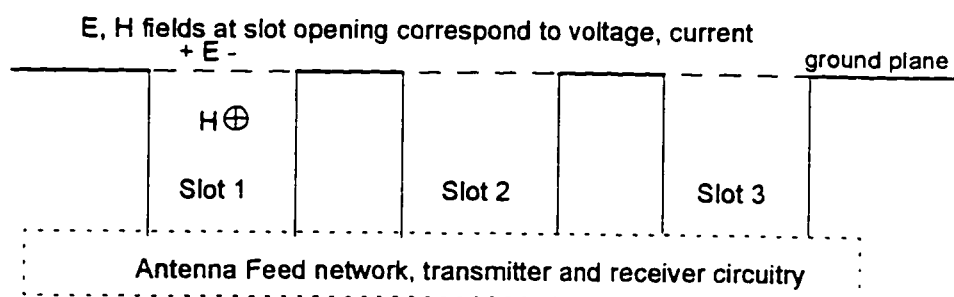 E, H fields at slot opening correspond to voltage, current
+ E -
ground plane
H⊕
Slot 1
Slot 2
Slot 3
Antenna Feed network, transmitter and receiver circuitry